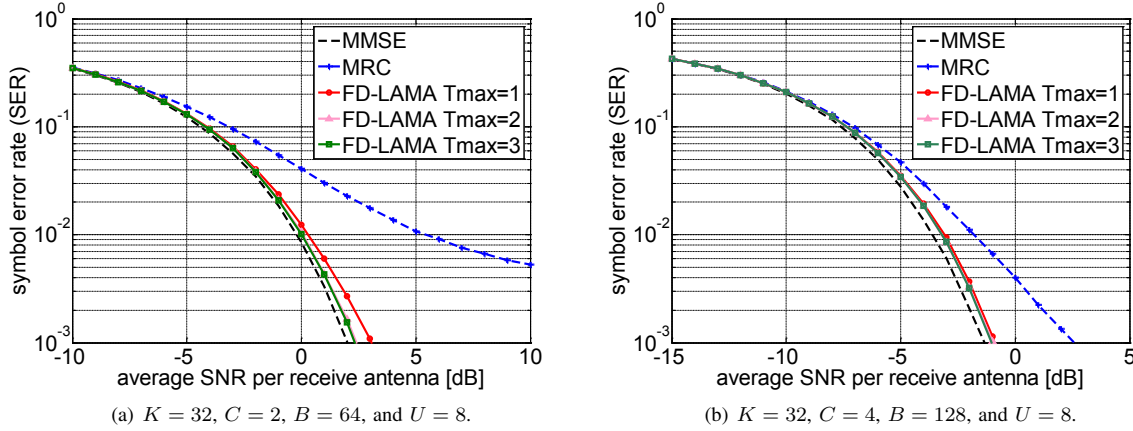 10^0
10^-1
10^-2
10^-3
symbol error rate (SER)
MMSE
MRC
FD-LAMA Tmax=1
FD-LAMA Tmax=2
FD-LAMA Tmax=3
-10 -5 0 5 10
average SNR per receive antenna [dB]
(a) K = 32, C = 2, B = 64, and U = 8.
10^0
10^-1
10^-2
10^-3
symbol error rate (SER)
MMSE
MRC
FD-LAMA Tmax=1
FD-LAMA Tmax=2
FD-LAMA Tmax=3
-15 -10 -5 0 5
average SNR per receive antenna [dB]
(b) K = 32, C = 4, B = 128, and U = 8.